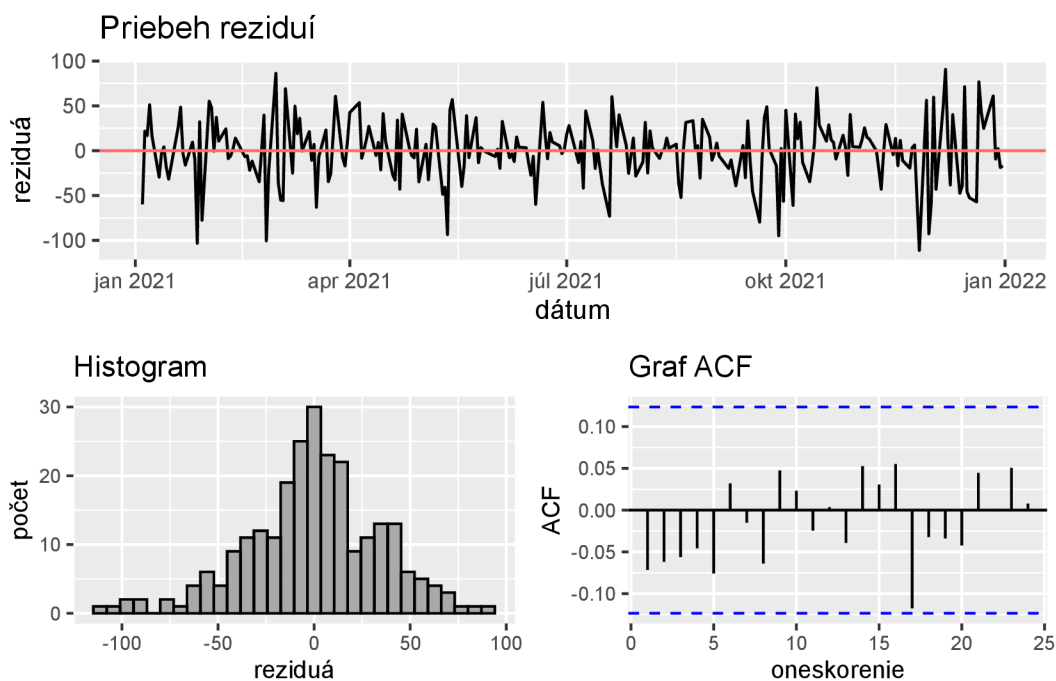 Priebeh reziduí
100
50
0
-50
-100
reziduá
jan 2021
apr 2021
júl 2021
okt 2021
jan 2022
dátum
Histogram
30
20
10
0
počet
-100
-50
0
50
100
reziduá
Graf ACF
0.10
0.05
0.00
-0.05
-0.10
ACF
0
5
10
15
20
25
oneskorenie